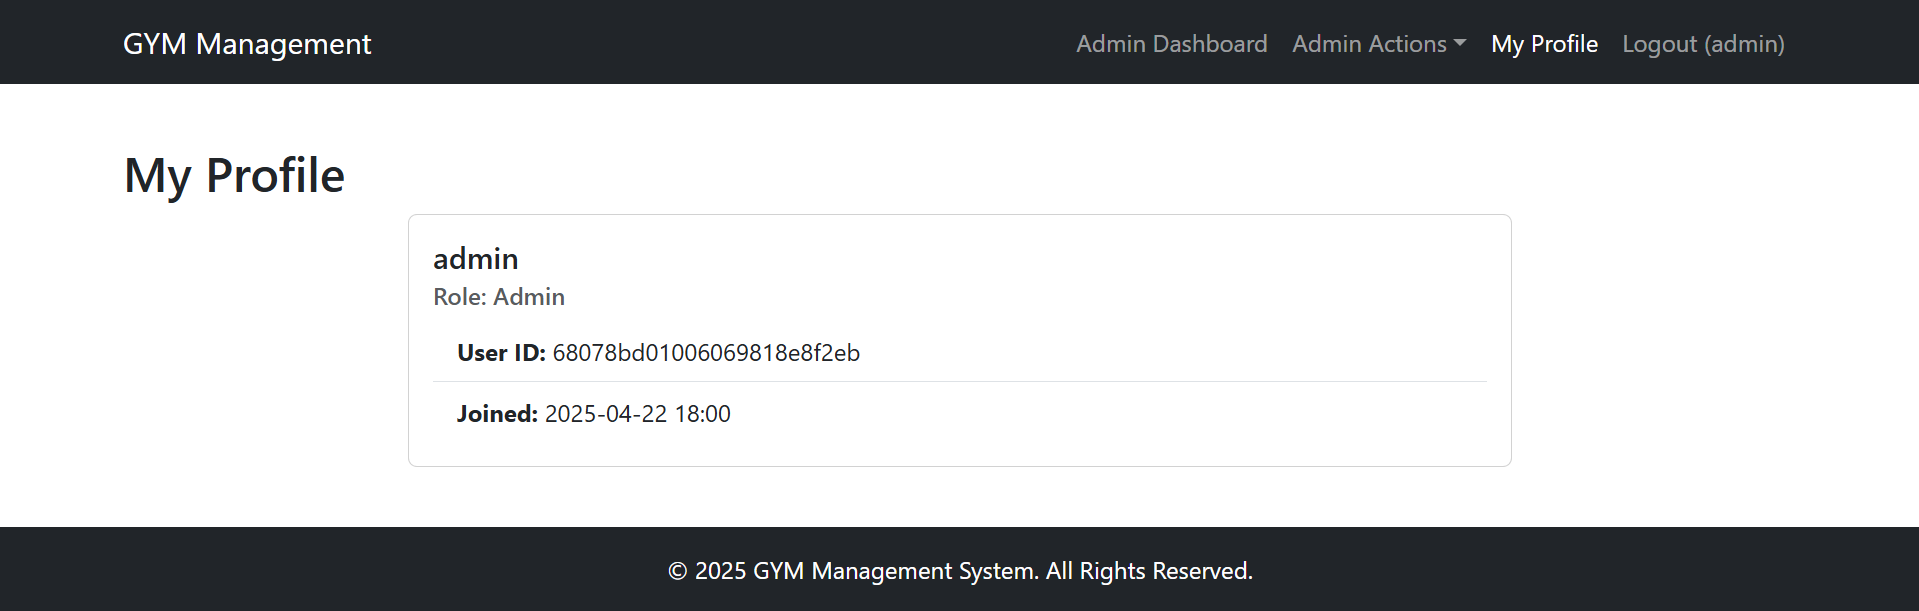 GYM Management
Admin Dashboard Admin Actions My Profile Logout (admin)
My Profile
admin
Role: Admin
User ID: 68078bd01006069818e8f2eb
Joined: 2025-04-22 18:00
© 2025 GYM Management System. All Rights Reserved.